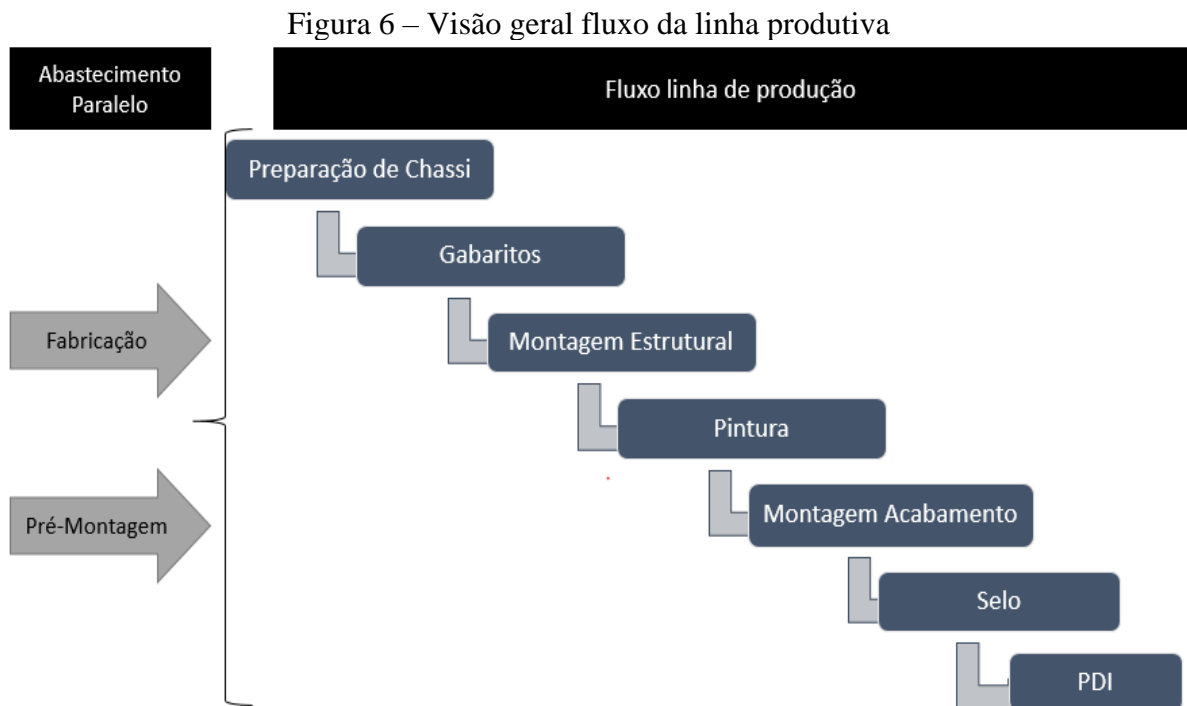 Figura 6 – Visão geral fluxo da linha produtiva
Abastecimento
Paralelo
Fluxo linha de produção
Preparação de Chassi
Gabaritos
Fabricação
Montagem Estrutural
Pintura
Pré-Montagem
Montagem Acabamento
Selo
PDI